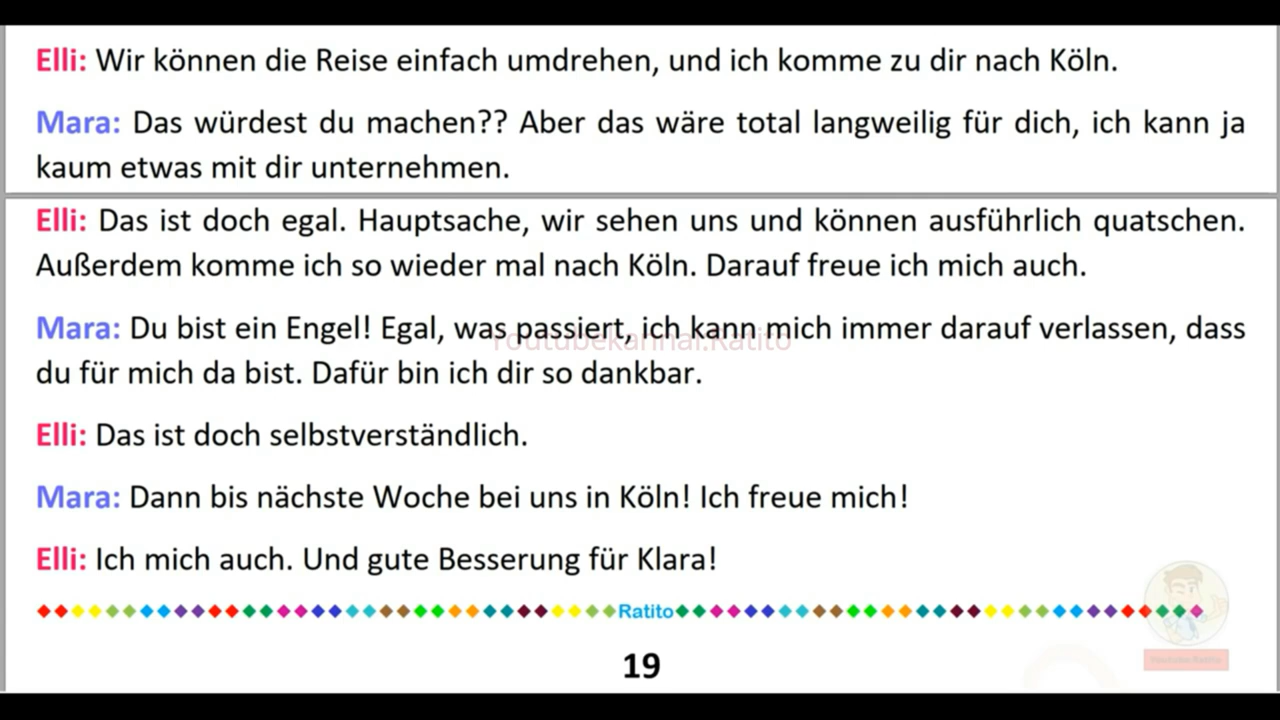 Elli: Wir können die Reise einfach umdrehen, und ich komme zu dir nach Köln.
Mara: Das würdest du machen?? Aber das wäre total langweilig für dich, ich kann ja
kaum etwas mit dir unternehmen.
Elli: Das ist doch egal. Hauptsache, wir sehen uns und können ausführlich quatschen.
Außerdem komme ich so wieder mal nach Köln. Darauf freue ich mich auch.
Mara: Du bist ein Engel! Egal, was passiert, ich kann mich immer darauf verlassen, dass
Youtubekannal.Ratito
du für mich da bist. Dafür bin ich dir so dankbar.
Elli: Das ist doch selbstverständlich.
Mara: Dann bis nächste Woche bei uns in Köln! Ich freue mich!
Elli: Ich mich auch. Und gute Besserung für Klara!
Ratito
19
Youtube:Ratito